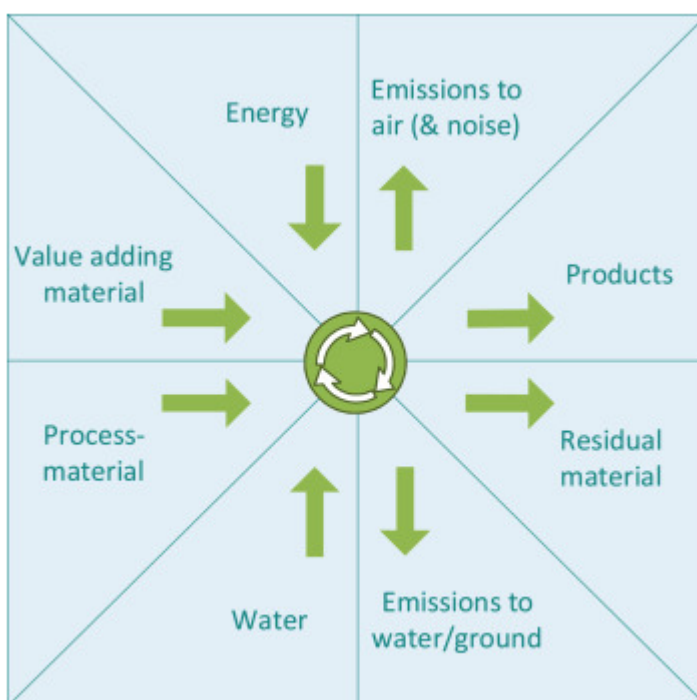 Energy
Emissions to
air (& noise)
Value adding
material
Products
Process-
material
Residual
material
Water
Emissions to
water/ground